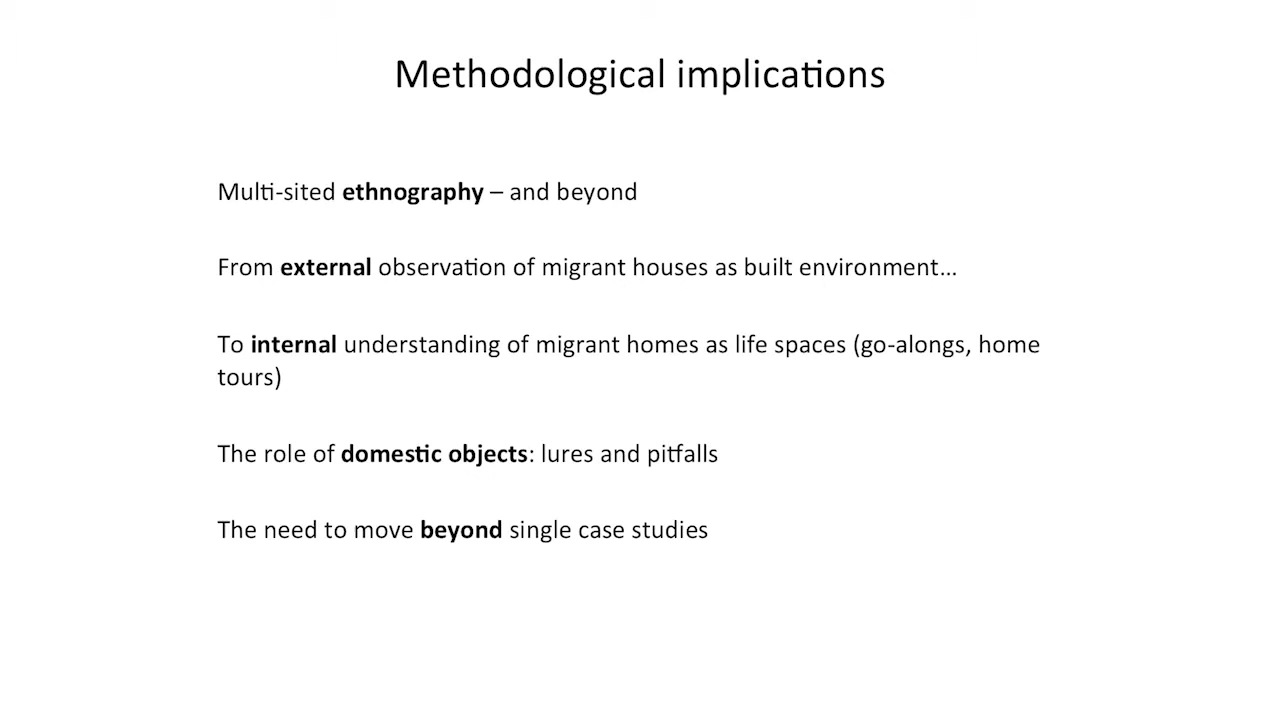 Methodological implications
Multi-sited ethnography – and beyond
From external observation of migrant houses as built environment…
To internal understanding of migrant homes as life spaces (go-alongs, home
tours)
The role of domestic objects: lures and pitfalls
The need to move beyond single case studies